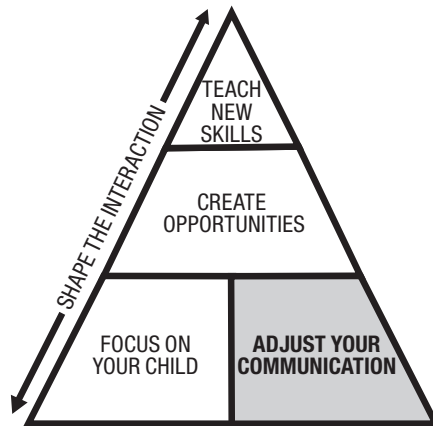 SHAPE THE INTERACTION
TEACH
NEW
SKILLS
CREATE
OPPORTUNITIES
FOCUS ON
YOUR CHILD
ADJUST YOUR
COMMUNICATION